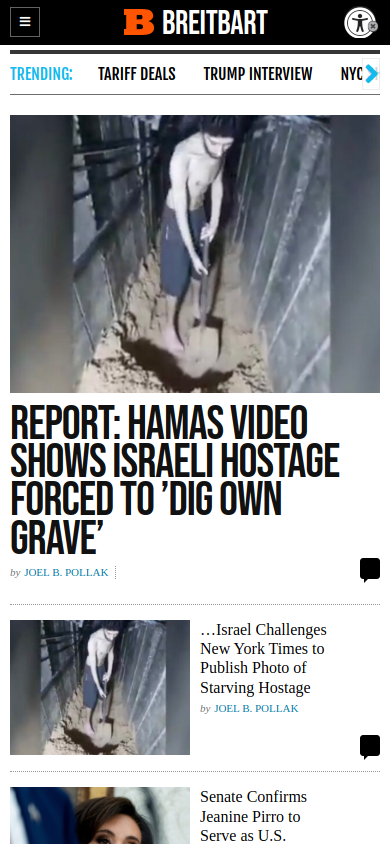 B BREITBART
TRENDING: TARIFF DEALS TRUMP INTERVIEW NYC
REPORT: HAMAS VIDEO
SHOWS ISRAELI HOSTAGE
FORCED TO 'DIG OWN
GRAVE'
by JOEL B. POLLAK
…Israel Challenges
New York Times to
Publish Photo of
Starving Hostage
by JOEL B. POLLAK
Senate Confirms
Jeanine Pirro to
Serve as U.S.